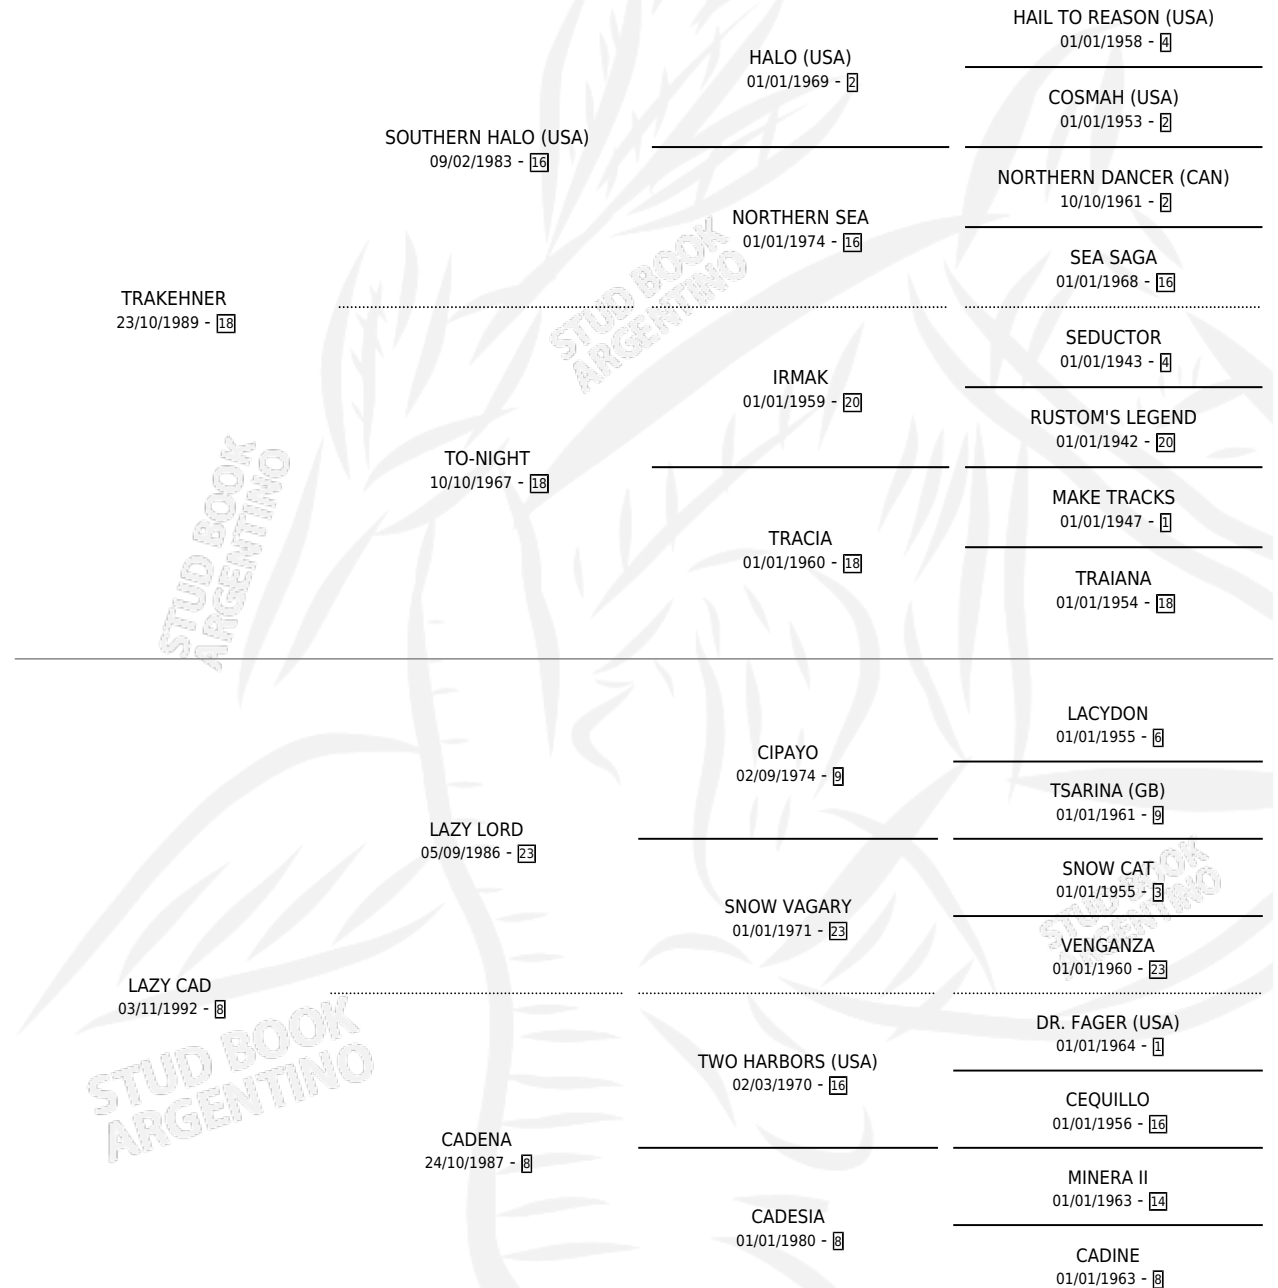 HAIL TO REASON (USA)
01/01/1958 - 4
HALO (USA)
01/01/1969 - 2
COSMAH (USA)
01/01/1953 - 2
SOUTHERN HALO (USA)
09/02/1983 - 16
NORTHERN DANCER (CAN)
10/10/1961 - 2
NORTHERN SEA
01/01/1974 - 16
SEA SAGA
01/01/1968 - 16
TRAKEHNER
23/10/1989 - 18
STUD BOOK
ARGENTINO
SEDUCTOR
01/01/1943 - 4
IRMAK
01/01/1959 - 20
RUSTOM'S LEGEND
01/01/1942 - 20
TO-NIGHT
10/10/1967 - 18
MAKE TRACKS
01/01/1947 - 1
TRACIA
01/01/1960 - 18
TRAIANA
01/01/1954 - 18
STUD BOOK
ARGENTINO
LACYDON
01/01/1955 - 6
CIPAYO
02/09/1974 - 9
TSARINA (GB)
01/01/1961 - 9
LAZY LORD
05/09/1986 - 23
SNOW CAT
01/01/1955 - 3
SNOW VAGARY
01/01/1971 - 23
VENGANZA
01/01/1960 - 23
STUD BOOK
ARGENTINO
LAZY CAD
03/11/1992 - 8
DR. FAGER (USA)
01/01/1964 - 1
TWO HARBORS (USA)
02/03/1970 - 16
CEQUILLO
01/01/1956 - 16
STUD BOOK
ARGENTINO
CADENA
24/10/1987 - 8
MINERA II
01/01/1963 - 14
CADESIA
01/01/1980 - 8
CADINE
01/01/1963 - 8